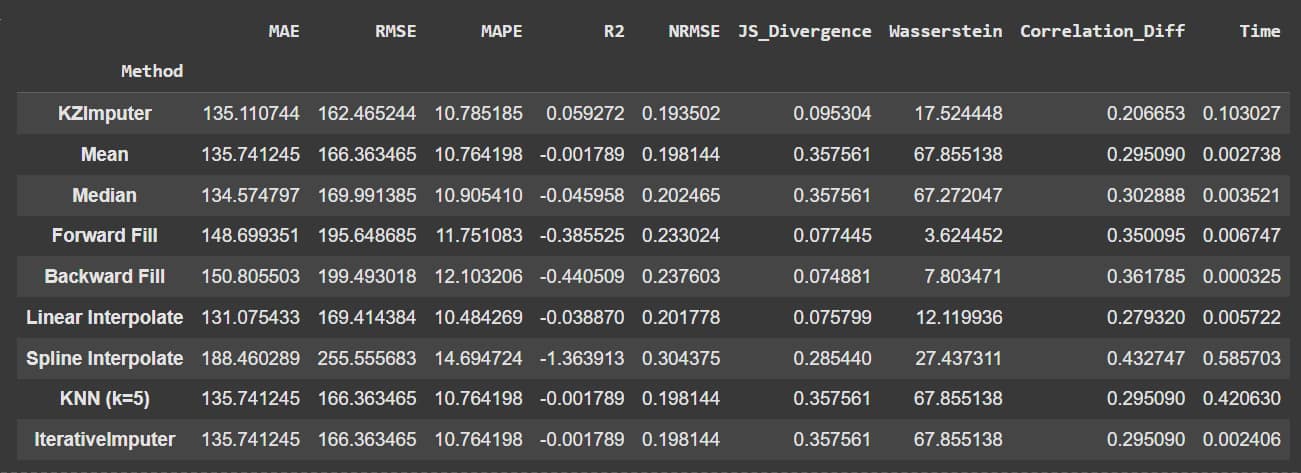 MAE RMSE MAPE R2 NRMSE JS_Divergence Wasserstein Correlation_Diff Time
Method
KZImputer 135.110744 162.465244 10.785185 0.059272 0.193502 0.095304 17.524448 0.206653 0.103027
Mean 135.741245 166.363465 10.764198 -0.001789 0.198144 0.357561 67.855138 0.295090 0.002738
Median 134.574797 169.991385 10.905410 -0.045958 0.202465 0.357561 67.272047 0.302888 0.003521
Forward Fill 148.699351 195.648685 11.751083 -0.385525 0.233024 0.077445 3.624452 0.350095 0.006747
Backward Fill 150.805503 199.493018 12.103206 -0.440509 0.237603 0.074881 7.803471 0.361785 0.000325
Linear Interpolate 131.075433 169.414384 10.484269 -0.038870 0.201778 0.075799 12.119936 0.279320 0.005722
Spline Interpolate 188.460289 255.555683 14.694724 -1.363913 0.304375 0.285440 27.437311 0.432747 0.585703
KNN (k=5) 135.741245 166.363465 10.764198 -0.001789 0.198144 0.357561 67.855138 0.295090 0.420630
IterativeImputer 135.741245 166.363465 10.764198 -0.001789 0.198144 0.357561 67.855138 0.295090 0.002406